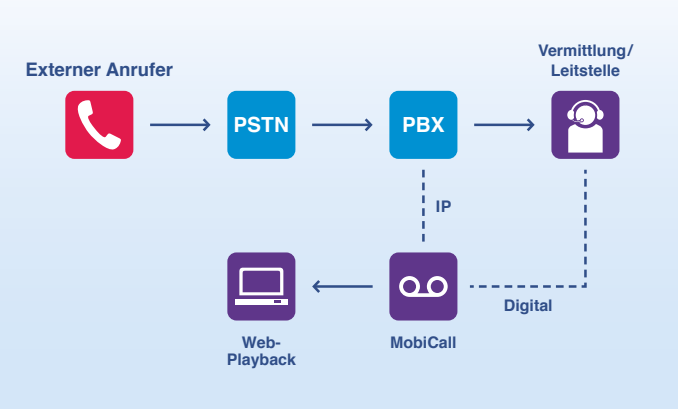 Externer Anrufer
Vermittlung/
Leitstelle
PSTN
PBX
IP
Digital
Web-
Playback
MobiCall